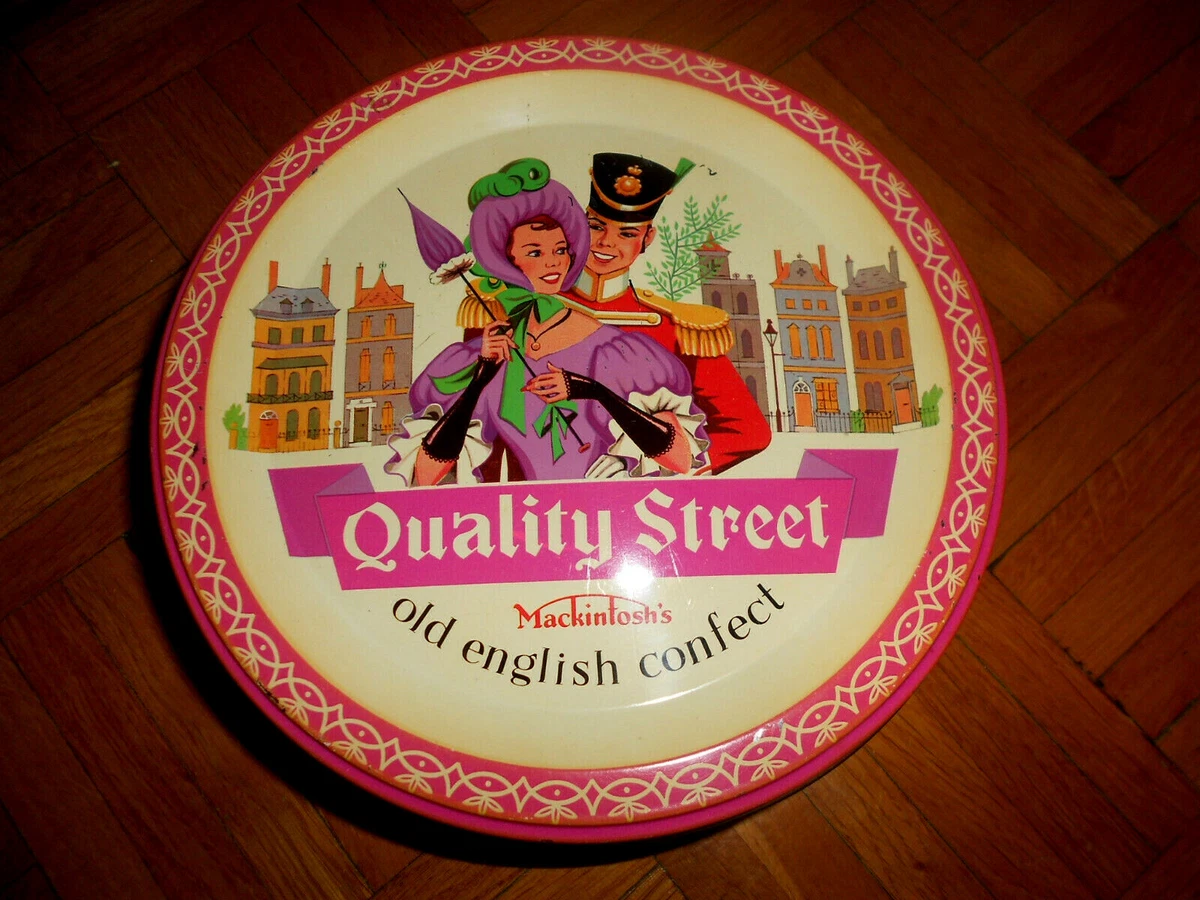 Quality Street
Mackintosh's
old english confect